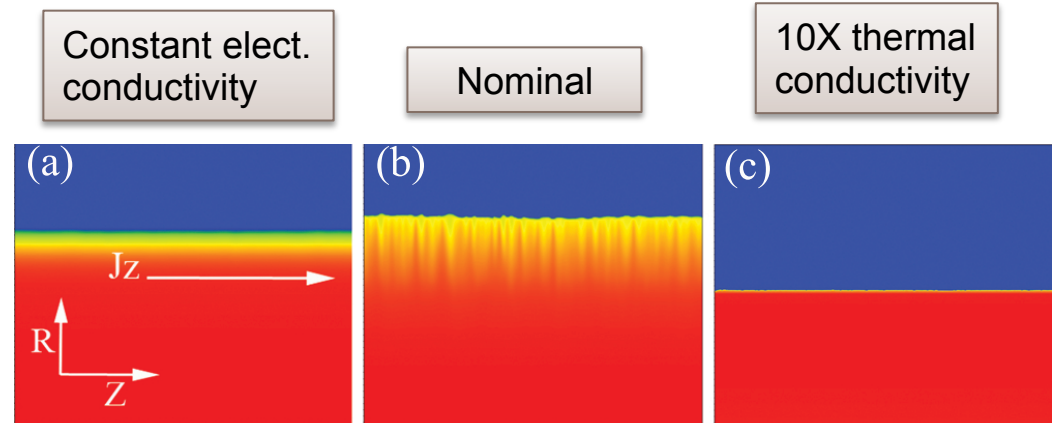 Constant elect.
conductivity
Nominal
10X thermal
conductivity
(a)
(b)
(c)
Jz
R
Z